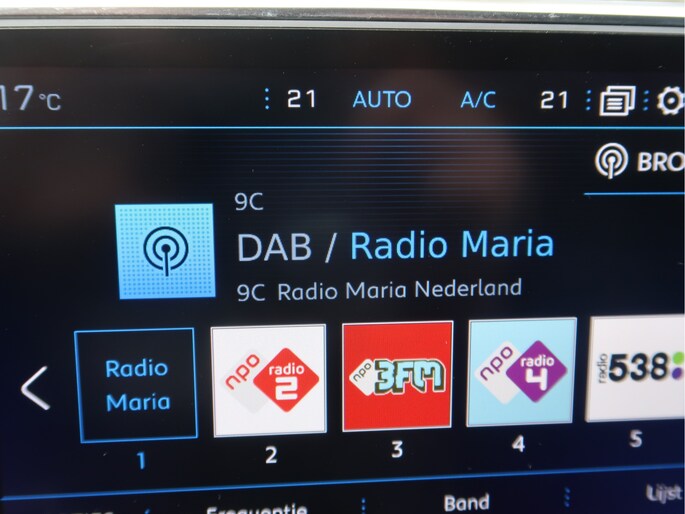 17°C 21 AUTO A/C 21
BRO
9C
DAB / Radio Maria
9C Radio Maria Nederland
Radio
Maria
npo radio 2
npo 3FM
npo radio 4
radio 538
1 2 3 4 5
Frequentie Band Lijst